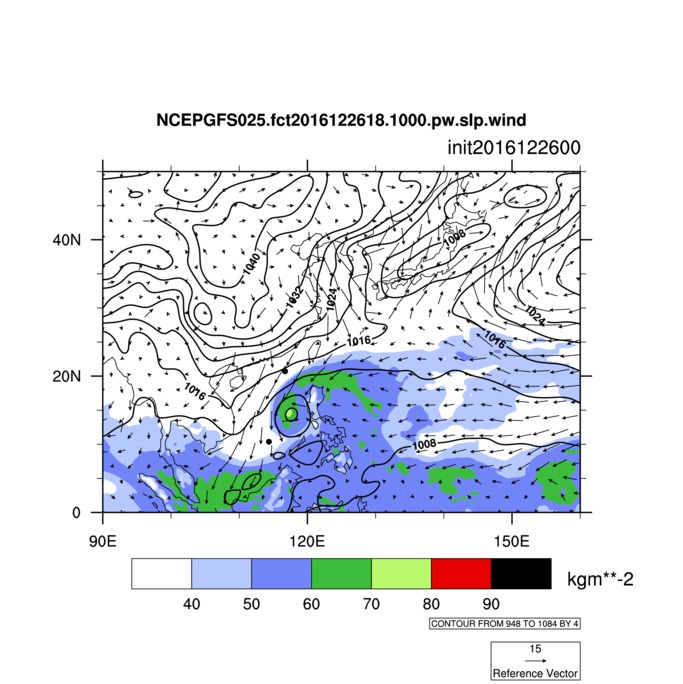 NCEPGFS025.fct2016122618.1000.pw.slp.wind
init2016122600
40N
20N
0
90E 120E 150E
1040
1032
1024
1016
1008
1024
1016
1016
1008
40 50 60 70 80 90
kgm**-2
CONTOUR FROM 948 TO 1084 BY 4
15
Reference Vector